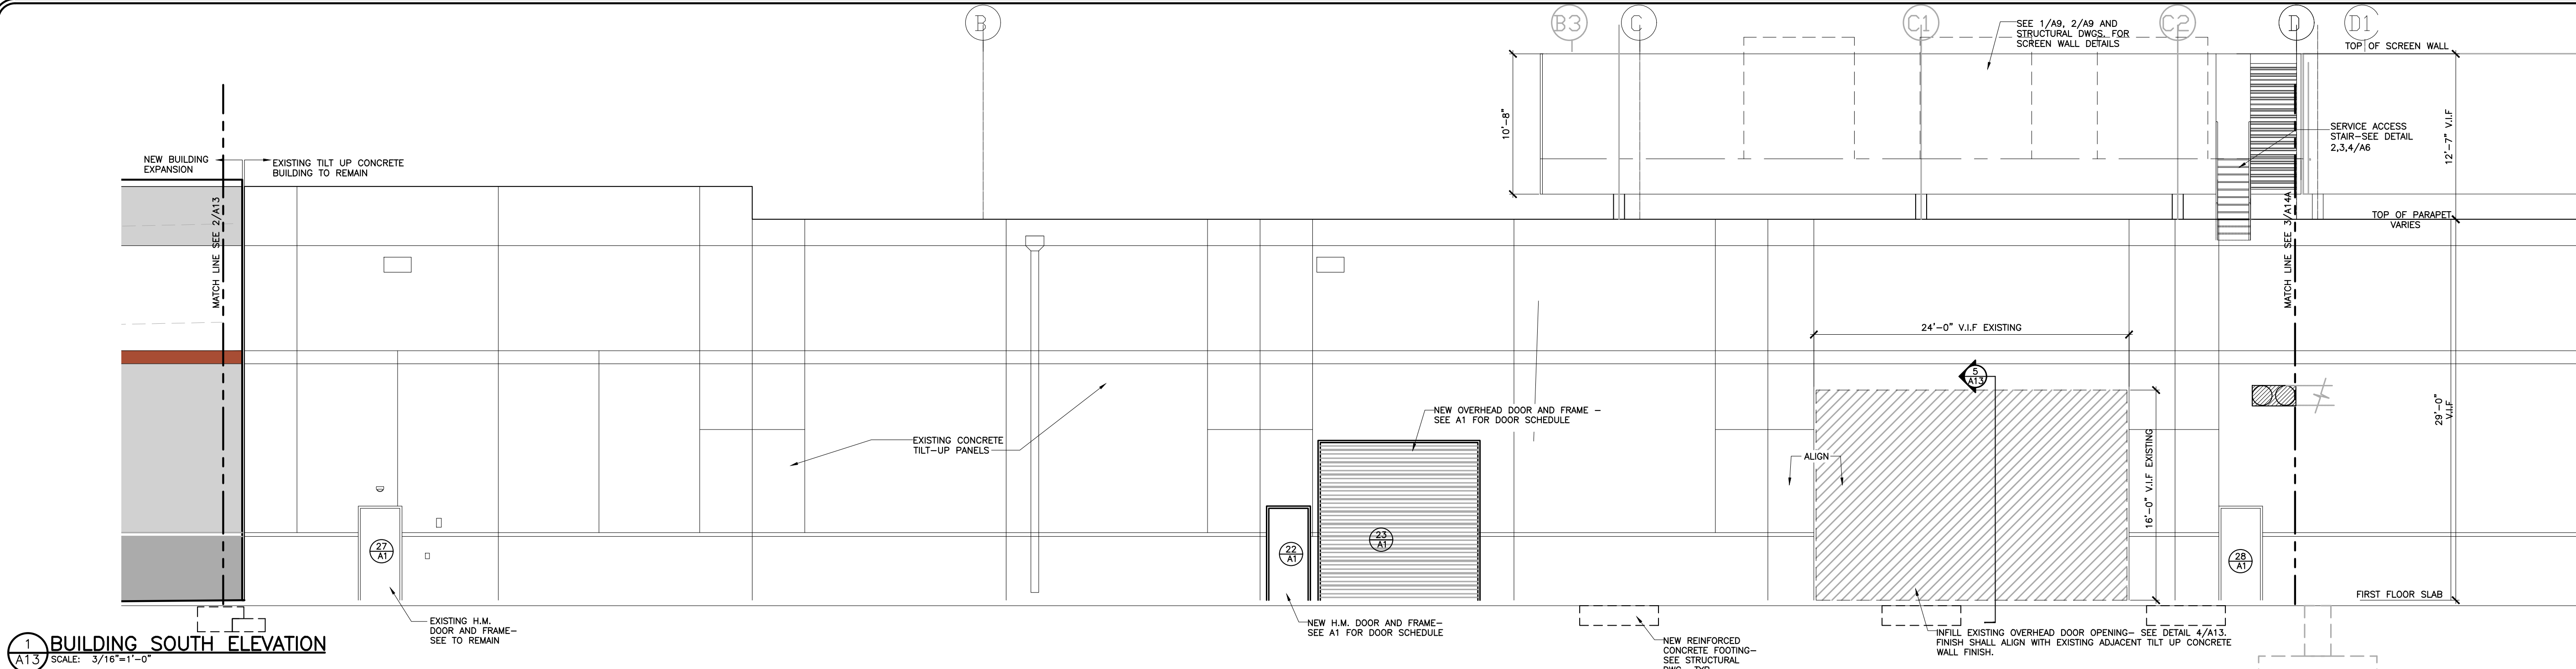 B
B3
C
C1
C2
D
D1
SEE 1/A9, 2/A9 AND
STRUCTURAL DWGS. FOR
SCREEN WALL DETAILS
TOP OF SCREEN WALL
10'-8"
12'-7" V.I.F
SERVICE ACCESS
STAIR-SEE DETAIL
2,3,4/A6
NEW BUILDING
EXPANSION
EXISTING TILT UP CONCRETE
BUILDING TO REMAIN
MATCH LINE SEE 2/A13
MATCH LINE SEE 3/A14A
TOP OF PARAPET
VARIES
24'-0" V.I.F EXISTING
5
A13
NEW OVERHEAD DOOR AND FRAME -
SEE A1 FOR DOOR SCHEDULE
EXISTING CONCRETE
TILT-UP PANELS
ALIGN
16'-0" V.I.F EXISTING
29'-0"
V.I.F
27
A1
22
A1
23
A1
28
A1
FIRST FLOOR SLAB
EXISTING H.M.
DOOR AND FRAME-
SEE TO REMAIN
NEW H.M. DOOR AND FRAME-
SEE A1 FOR DOOR SCHEDULE
NEW REINFORCED
CONCRETE FOOTING-
SEE STRUCTURAL
DWG. TYP.
INFILL EXISTING OVERHEAD DOOR OPENING- SEE DETAIL 4/A13.
FINISH SHALL ALIGN WITH EXISTING ADJACENT TILT UP CONCRETE
WALL FINISH.
1
A13
BUILDING SOUTH ELEVATION
SCALE: 3/16"=1'-0"